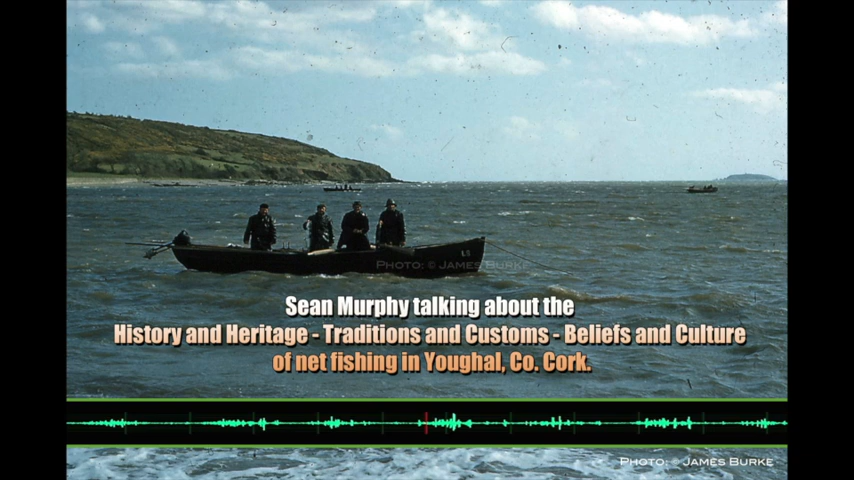 PHOTO: © JAMES BURKE
Sean Murphy talking about the
History and Heritage - Traditions and Customs - Beliefs and Culture
of net fishing in Youghal, Co. Cork.
PHOTO: © JAMES BURKE